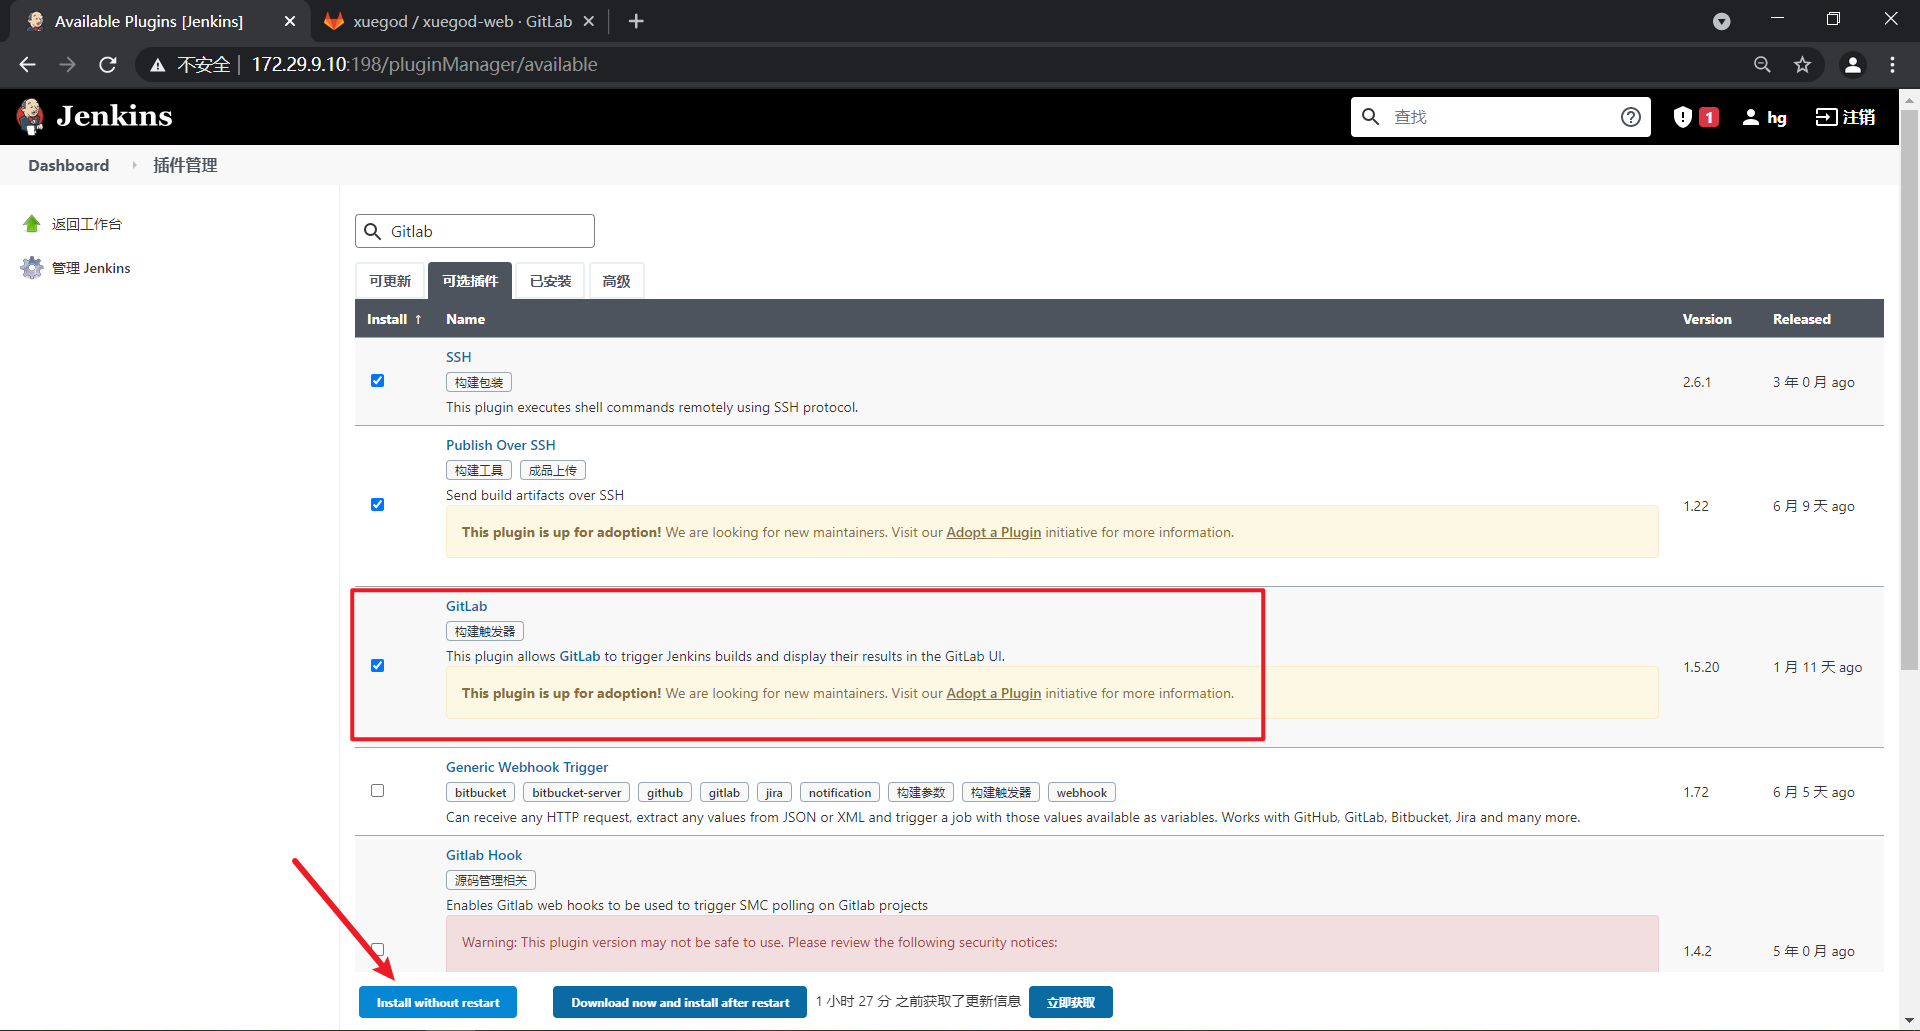 Available Plugins [Jenkins]
xuegod / xuegod-web · GitLab
不安全 172.29.9.10:198/pluginManager/available
Jenkins
查找
1
hg
注销
Dashboard
插件管理
返回工作台
管理 Jenkins
Gitlab
可更新 可选插件 已安装 高级
Install ↑ Name Version Released
SSH
构建包装
This plugin executes shell commands remotely using SSH protocol.
2.6.1 3 年 0 月 ago
Publish Over SSH
构建工具 成品上传
Send build artifacts over SSH
This plugin is up for adoption! We are looking for new maintainers. Visit our Adopt a Plugin initiative for more information.
1.22 6 月 9 天 ago
GitLab
构建触发器
This plugin allows GitLab to trigger Jenkins builds and display their results in the GitLab UI.
This plugin is up for adoption! We are looking for new maintainers. Visit our Adopt a Plugin initiative for more information.
1.5.20 1 月 11 天 ago
Generic Webhook Trigger
bitbucket bitbucket-server github gitlab jira notification 构建参数 构建触发器 webhook
Can receive any HTTP request, extract any values from JSON or XML and trigger a job with those values available as variables. Works with GitHub, GitLab, Bitbucket, Jira and many more.
1.72 6 月 5 天 ago
Gitlab Hook
源码管理相关
Enables Gitlab web hooks to be used to trigger SMC polling on Gitlab projects
Warning: This plugin version may not be safe to use. Please review the following security notices:
1.4.2 5 年 0 月 ago
Install without restart Download now and install after restart 1 小时 27 分 之前获取了更新信息 立即获取